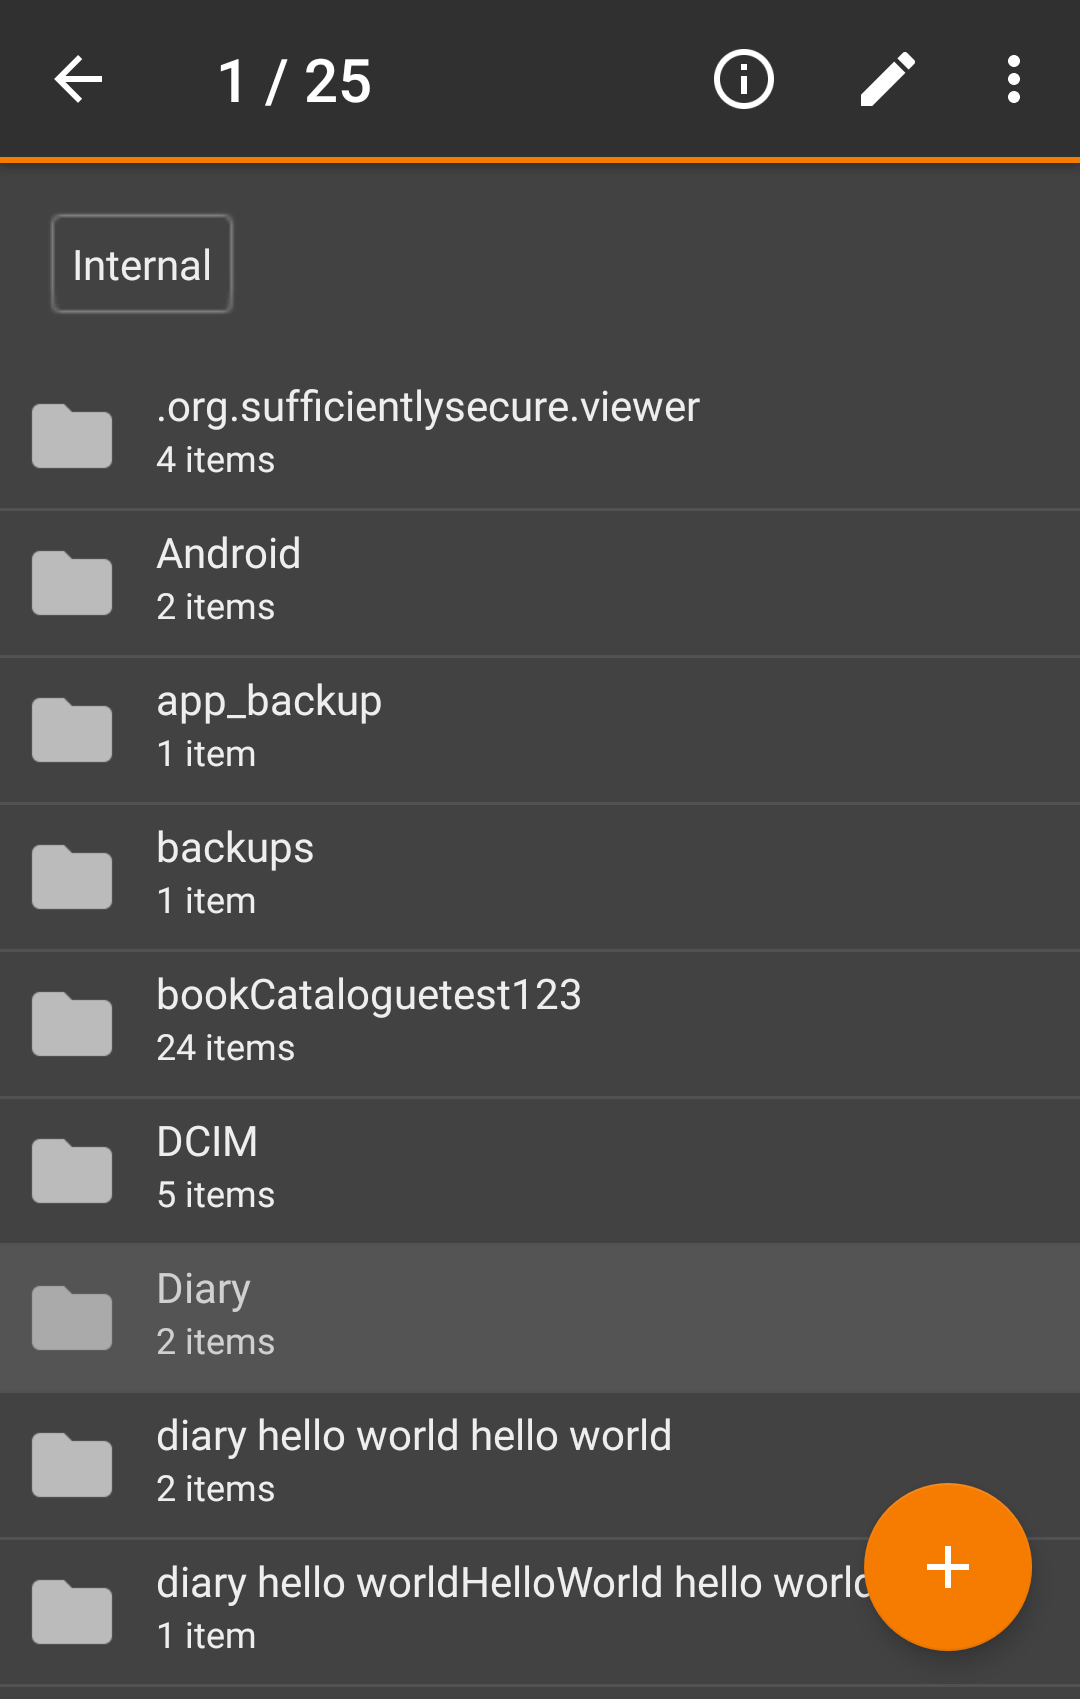 1 / 25
Internal
.org.sufficientlysecure.viewer
4 items
Android
2 items
app_backup
1 item
backups
1 item
bookCataloguetest123
24 items
DCIM
5 items
Diary
2 items
diary hello world hello world
2 items
diary hello worldHelloWorld hello world
1 item